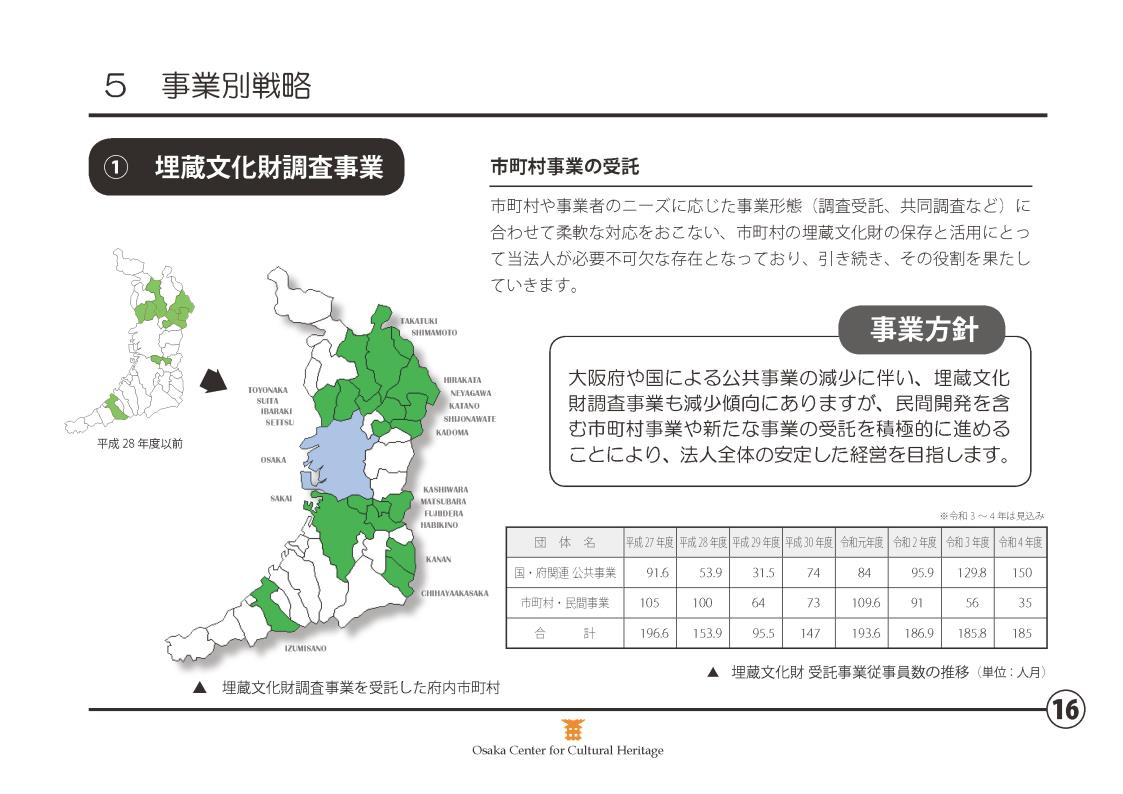 ５　事業別戦略
①　埋蔵文化財調査事業
市町村事業の受託
市町村や事業者のニーズに応じた事業形態（調査受託、共同調査など）に
合わせて柔軟な対応をおこない、市町村の埋蔵文化財の保存と活用にとっ
て当法人が必要不可欠な存在となっており、引き続き、その役割を果たし
ていきます。
平成 28 年度以前
TAKATUKI
SHIMAMOTO
HIRAKATA
NEYAGAWA
KATANO
SHIJONAWATE
KADOMA
TOYONAKA
SUITA
IBARAKI
SETTSU
OSAKA
SAKAI
KASHIWARA
MATSUBARA
FUJIIDERA
HABIKINO
KANAN
CHIHAYAAKASAKA
IZUMISANO
▲　埋蔵文化財調査事業を受託した府内市町村
事業方針
大阪府や国による公共事業の減少に伴い、埋蔵文化
財調査事業も減少傾向にありますが、民間開発を含
む市町村事業や新たな事業の受託を積極的に進める
ことにより、法人全体の安定した経営を目指します。
※令和 3 ～ 4 年は見込み
団　体　名 平成 27 年度 平成 28 年度 平成 29 年度 平成 30 年度 令和元年度 令和 2 年度 令和 3 年度 令和 4 年度
国・府関連 公共事業 91.6 53.9 31.5 74 84 95.9 129.8 150
市町村・民間事業 105 100 64 73 109.6 91 56 35
合　計 196.6 153.9 95.5 147 193.6 186.9 185.8 185
▲　埋蔵文化財 受託事業従事員数の推移（単位：人月）
16
Osaka Center for Cultural Heritage